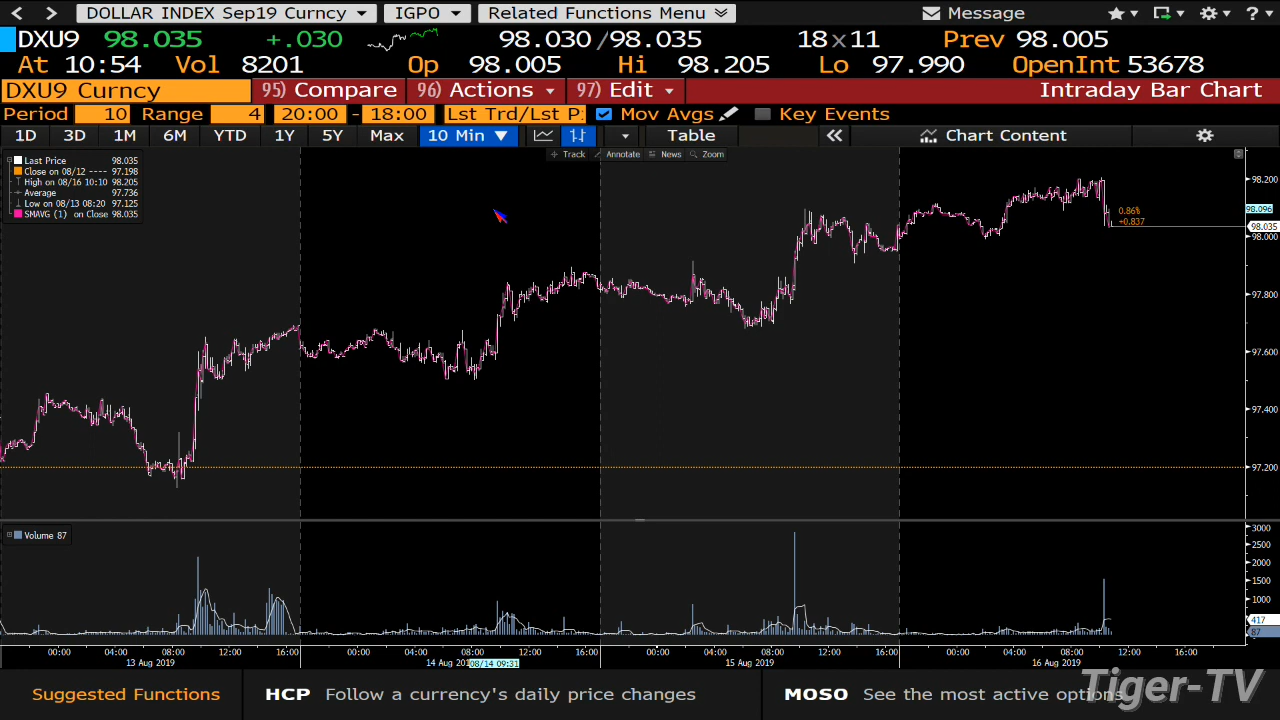 DOLLAR INDEX Sep19 Curncy IGPO Related Functions Menu Message
DXU9 98.035 +.030 98.030/98.035 18x11 Prev 98.005
At 10:54 Vol 8201 Op 98.005 Hi 98.205 Lo 97.990 OpenInt 53678
DXU9 Curncy 95) Compare 96) Actions 97) Edit Intraday Bar Chart
Period 10 Range 4 20:00 - 18:00 Lst Trd/Lst P Mov Avgs Key Events
1D 3D 1M 6M YTD 1Y 5Y Max 10 Min Table Chart Content
Track Annotate News Zoom
Last Price 98.035
Close on 08/12 ---- 97.198
High on 08/16 10:10 98.205
Average 97.736
Low on 08/13 08:20 97.125
SMAVG (1) on Close 98.035
0.86%
+0.837
98.200
98.096
98.035
98.000
97.800
97.600
97.400
97.200
Volume 87
3000
2500
2000
1500
1000
417
87
00:00 04:00 08:00 12:00 16:00 00:00 04:00 08:00 12:00 16:00 00:00 04:00 08:00 12:00 16:00 00:00 04:00 08:00 12:00 16:00
13 Aug 2019 14 Aug 201 08/14 09:31 15 Aug 2019 16 Aug 2019
Suggested Functions HCP Follow a currency's daily price changes MOSO See the most active options
Tiger-TV